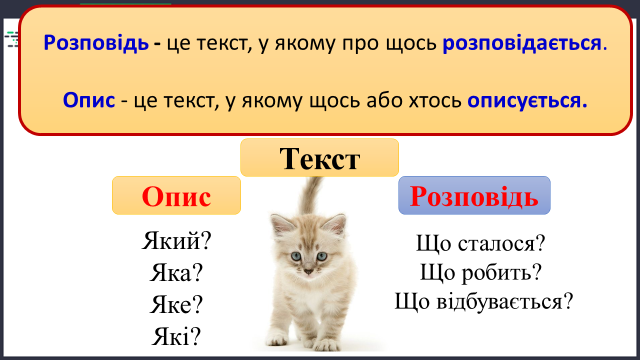 Розповідь - це текст, у якому про щось розповідається.
Опис - це текст, у якому щось або хтось описується.
Текст
Опис
Розповідь
Який?
Яка?
Яке?
Які?
Що сталося?
Що робить?
Що відбувається?